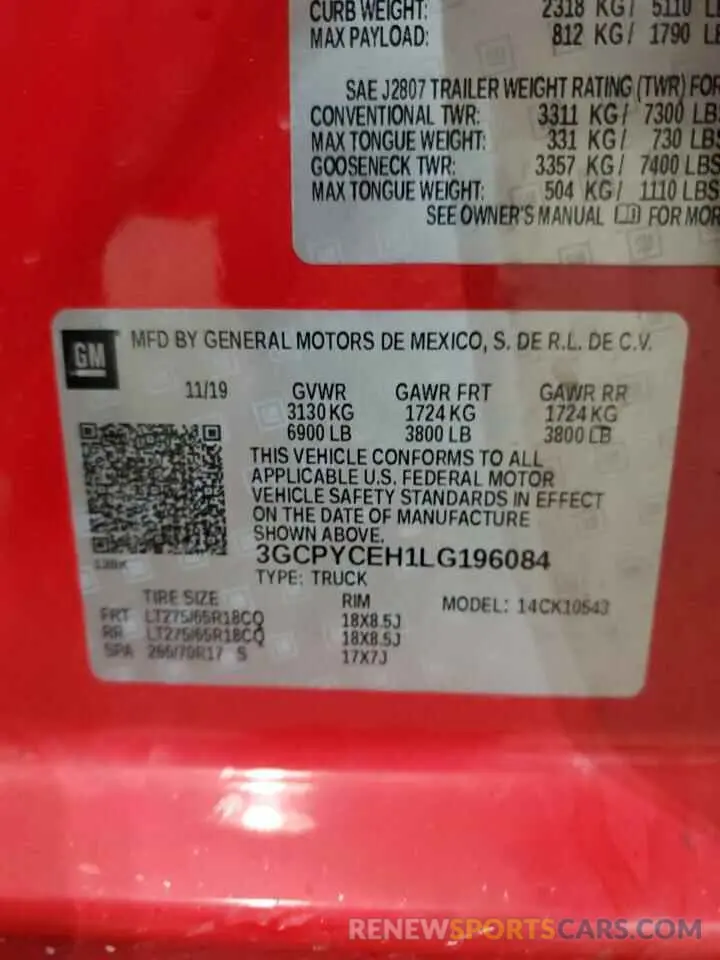 CURB WEIGHT: 2318 KG/ 5110 L
MAX PAYLOAD: 812 KG/ 1790 L
SAE J2807 TRAILER WEIGHT RATING (TWR) FOR
CONVENTIONAL TWR: 3311 KG/ 7300 LB
MAX TONGUE WEIGHT: 331 KG/ 730 LBS
GOOSENECK TWR: 3357 KG/ 7400 LBS
MAX TONGUE WEIGHT: 504 KG/ 1110 LBS
SEE OWNER'S MANUAL FOR MOR
GM MFD BY GENERAL MOTORS DE MEXICO, S. DE R.L. DE C.V.
11/19 GVWR GAWR FRT GAWR RR
3130 KG 1724 KG 1724 KG
6900 LB 3800 LB 3800 LB
THIS VEHICLE CONFORMS TO ALL
APPLICABLE U.S. FEDERAL MOTOR
VEHICLE SAFETY STANDARDS IN EFFECT
ON THE DATE OF MANUFACTURE
SHOWN ABOVE.
3GCPYCEH1LG196084
TYPE: TRUCK
TIRE SIZE RIM MODEL: 14CK10543
FRT LT275/65R18CQ 18X8.5J
RR LT275/65R18CQ 18X8.5J
SPA 265/70R17 S 17X7J
RENEWSPORTSCARS.COM